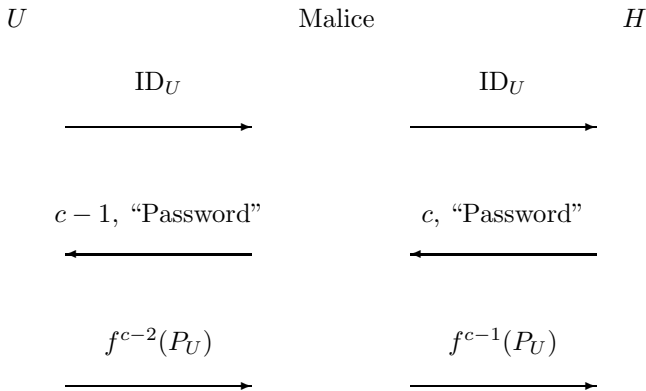 U Malice H
ID_U ID_U
c − 1, “Password” c, “Password”
f^{c−2}(P_U) f^{c−1}(P_U)